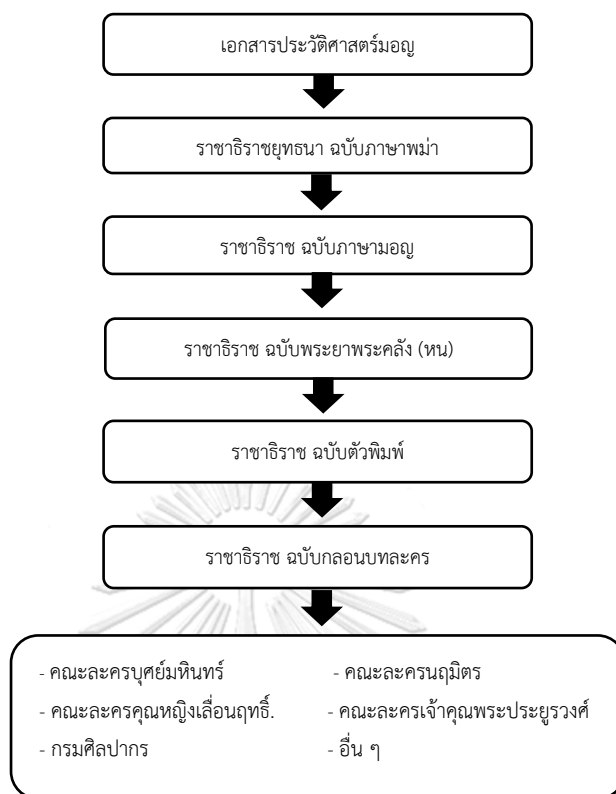 เอกสารประวัติศาสตร์มอญ
ราชาธิราชยุทธนา ฉบับภาษาพม่า
ราชาธิราช ฉบับภาษามอญ
ราชาธิราช ฉบับพระยาพระคลัง (หน)
ราชาธิราช ฉบับตัวพิมพ์
ราชาธิราช ฉบับกลอนบทละคร
- คณะละครบุศย์มหินทร์ - คณะละครนฤมิตร
- คณะละครคุณหญิงเลื่อนฤทธิ์. - คณะละครเจ้าคุณพระประยูรวงศ์
- กรมศิลปากร - อื่น ๆ